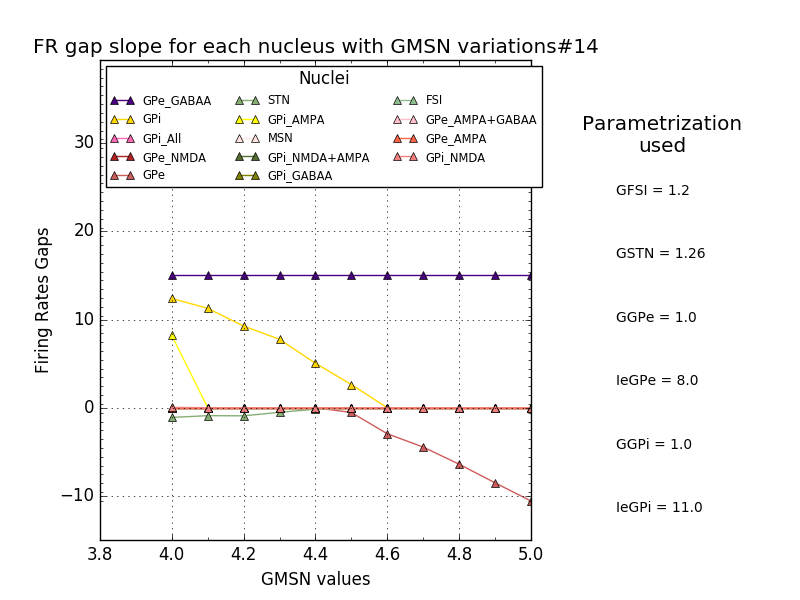 FR gap slope for each nucleus with GMSN variations#14
Nuclei
GPe_GABAA STN FSI
GPi GPi_AMPA GPe_AMPA+GABAA
GPi_All MSN GPe_AMPA
GPe_NMDA GPi_NMDA+AMPA GPi_NMDA
GPe GPi_GABAA
Firing Rates Gaps
30
20
10
0
−10
3.8 4.0 4.2 4.4 4.6 4.8 5.0
GMSN values
Parametrization
used
GFSI = 1.2
GSTN = 1.26
GGPe = 1.0
IeGPe = 8.0
GGPi = 1.0
IeGPi = 11.0